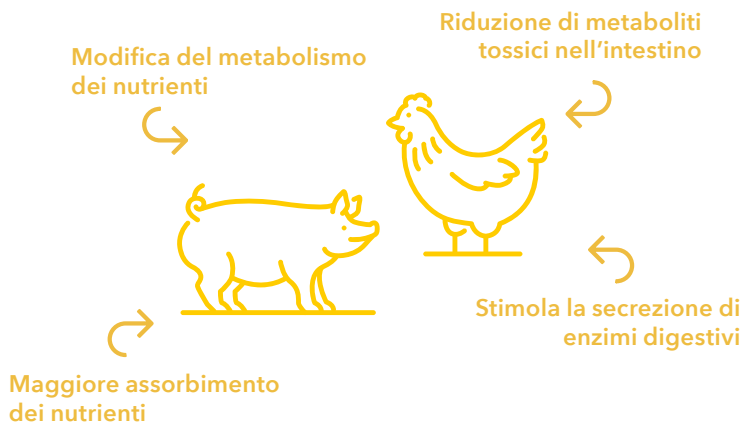 Modifica del metabolismo
dei nutrienti
Riduzione di metaboliti
tossici nell’intestino
Stimola la secrezione di
enzimi digestivi
Maggiore assorbimento
dei nutrienti